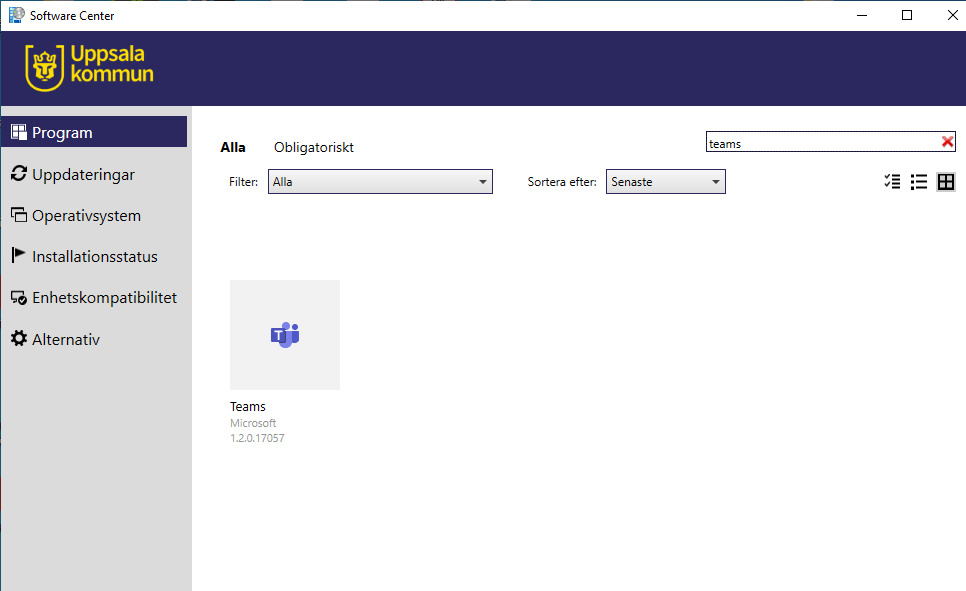 Software Center
Uppsala
kommun
Program
Uppdateringar
Operativsystem
Installationsstatus
Enhetskompatibilitet
Alternativ
Alla Obligatoriskt
teams
Filter: Alla Sortera efter: Senaste
T
Teams
Microsoft
1.2.0.17057